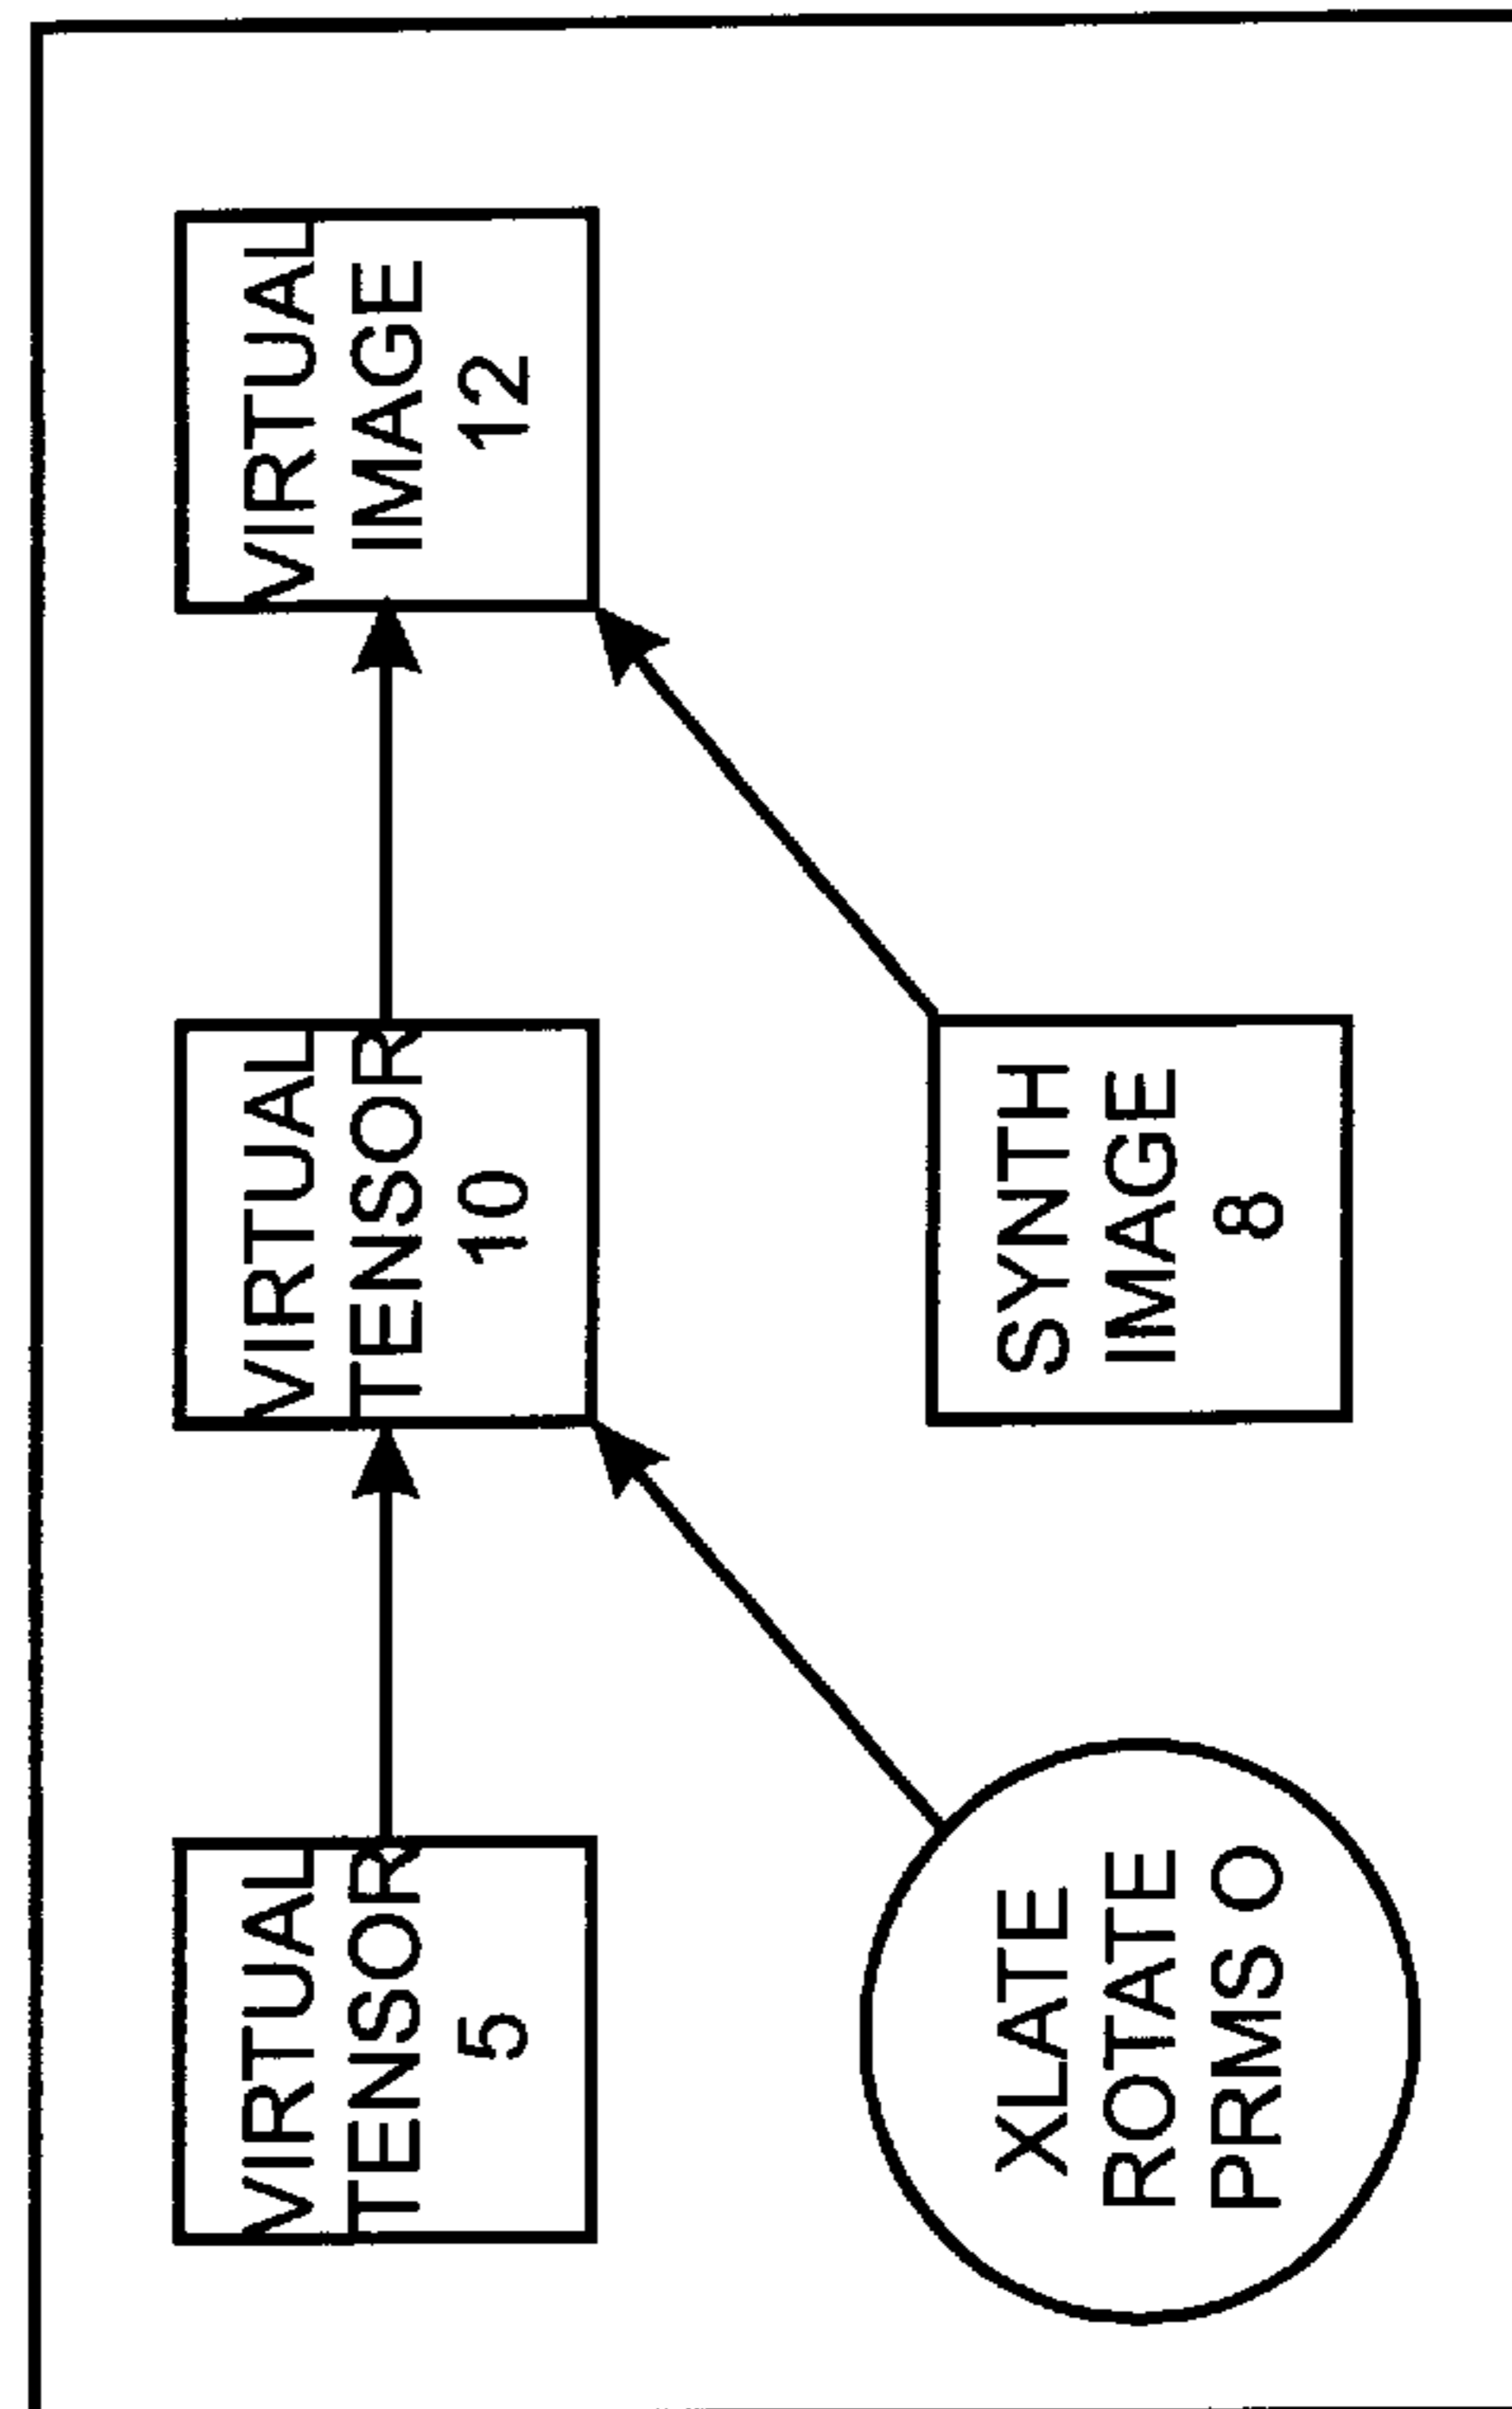 VIRTUAL
TENSOR
5
VIRTUAL
TENSOR
10
VIRTUAL
IMAGE
12
XLATE
ROTATE
PRMS O
SYNTH
IMAGE
8